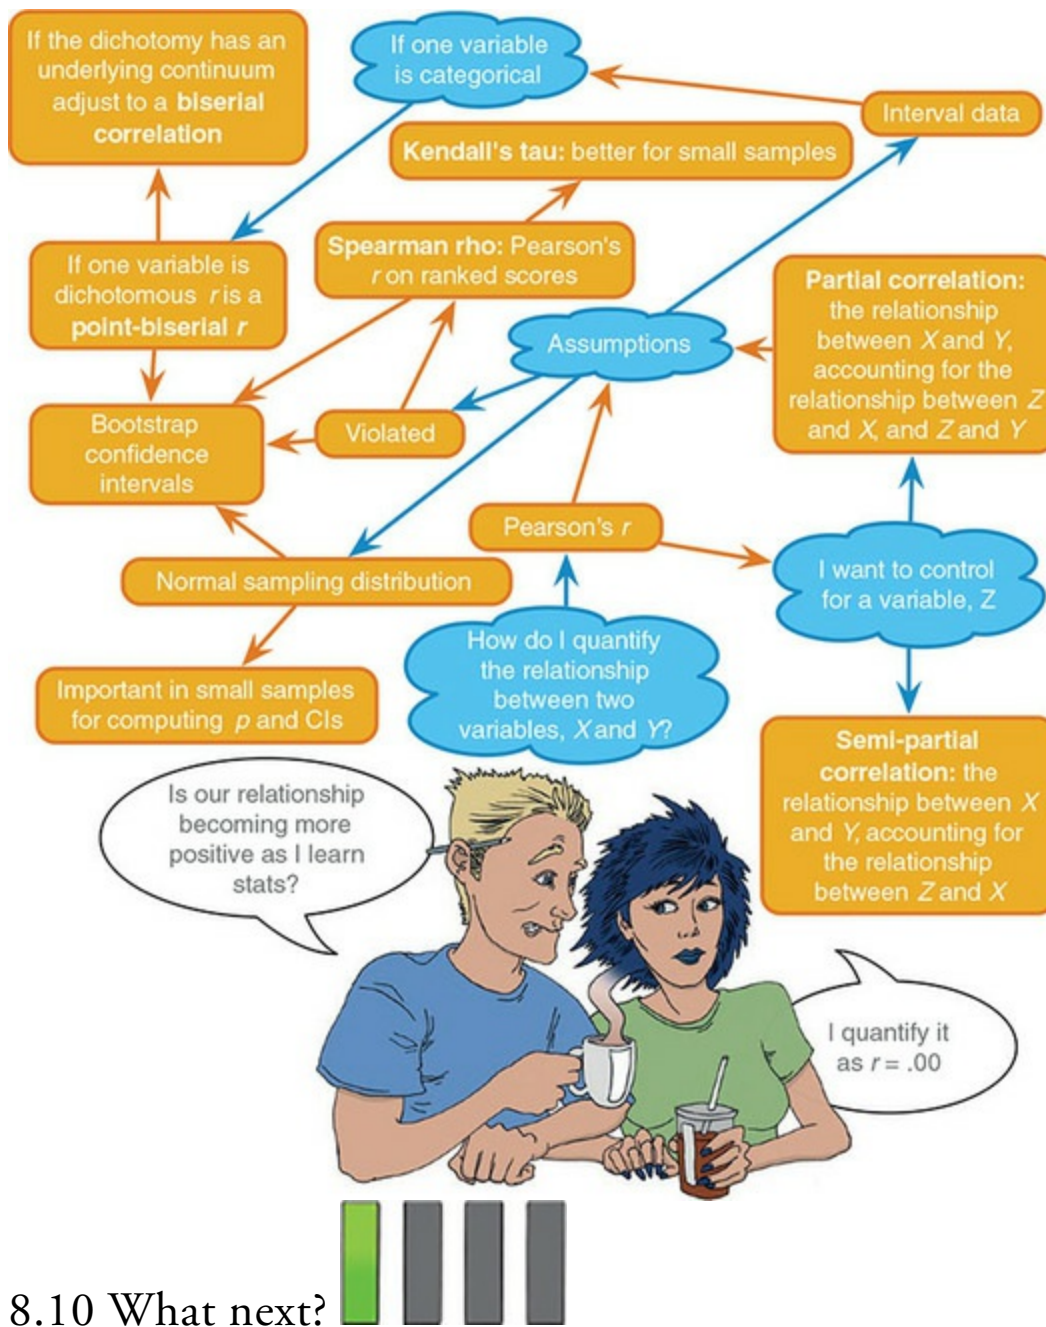 If the dichotomy has an
underlying continuum
adjust to a biserial
correlation
If one variable
is categorical
Interval data
Kendall's tau: better for small samples
If one variable is
dichotomous r is a
point-biserial r
Spearman rho: Pearson's
r on ranked scores
Assumptions
Partial correlation:
the relationship
between X and Y,
accounting for the
relationship between Z
and X, and Z and Y
Bootstrap
confidence
intervals
Violated
Pearson's r
Normal sampling distribution
I want to control
for a variable, Z
How do I quantify
the relationship
between two
variables, X and Y?
Important in small samples
for computing p and CIs
Semi-partial
correlation: the
relationship between X
and Y, accounting for
the relationship
between Z and X
Is our relationship
becoming more
positive as I learn
stats?
I quantify it
as r = .00
8.10 What next?